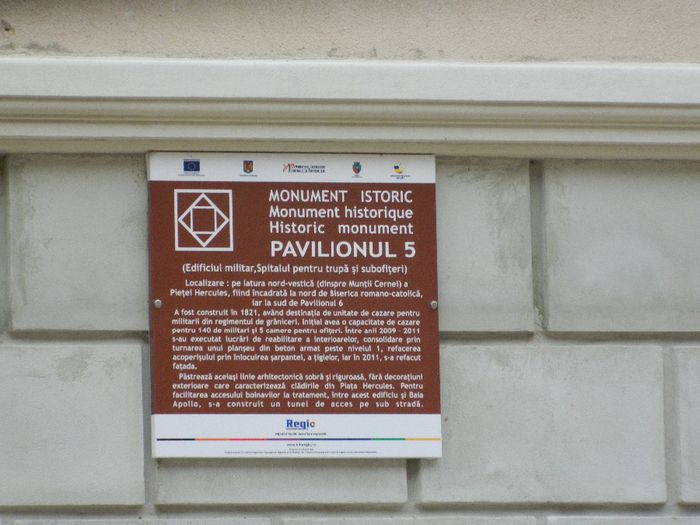 MONUMENT ISTORIC
Monument historique
Historic monument
PAVILIONUL 5
(Edificiul militar,Spitalul pentru trupă şi subofiţeri)
Localizare : pe latura nord-vestică (dinspre Munţii Cernei) a
Pieţei Hercules, fiind încadrată la nord de Biserica romano-catolică,
iar la sud de Pavilionul 6
A fost construit în 1821, având destinaţia de unitate de cazare pentru
militarii din regimentul de grăniceri. Iniţial avea o capacitate de cazare
pentru 140 de militari şi 5 camere pentru ofiţeri. Între anii 2009 - 2011
s-au executat lucrări de reabilitare a interioarelor, consolidare prin
turnarea unui planşeu din beton armat peste nivelul 1, refacerea
acoperişului prin înlocuirea şarpantei, a ţiglelor, iar în 2011, s-a refacut
faţada.
Păstrează aceiaşi linie arhitectonică sobră şi riguroasă, fără decoraţiuni
exterioare care caracterizează clădirile din Piaţa Hercules. Pentru
facilitarea accesului bolnavilor la tratament, între acest edificiu şi Baia
Apollo, s-a construit un tunel de acces pe sub stradă.
Regio